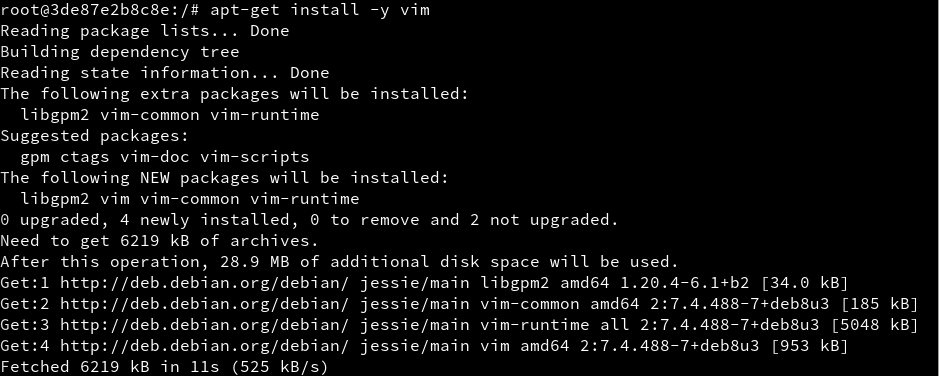 root@3de87e2b8c8e:/# apt-get install -y vim
Reading package lists... Done
Building dependency tree
Reading state information... Done
The following extra packages will be installed:
  libgpm2 vim-common vim-runtime
Suggested packages:
  gpm ctags vim-doc vim-scripts
The following NEW packages will be installed:
  libgpm2 vim vim-common vim-runtime
0 upgraded, 4 newly installed, 0 to remove and 2 not upgraded.
Need to get 6219 kB of archives.
After this operation, 28.9 MB of additional disk space will be used.
Get:1 http://deb.debian.org/debian/ jessie/main libgpm2 amd64 1.20.4-6.1+b2 [34.0 kB]
Get:2 http://deb.debian.org/debian/ jessie/main vim-common amd64 2:7.4.488-7+deb8u3 [185 kB]
Get:3 http://deb.debian.org/debian/ jessie/main vim-runtime all 2:7.4.488-7+deb8u3 [5048 kB]
Get:4 http://deb.debian.org/debian/ jessie/main vim amd64 2:7.4.488-7+deb8u3 [953 kB]
Fetched 6219 kB in 11s (525 kB/s)